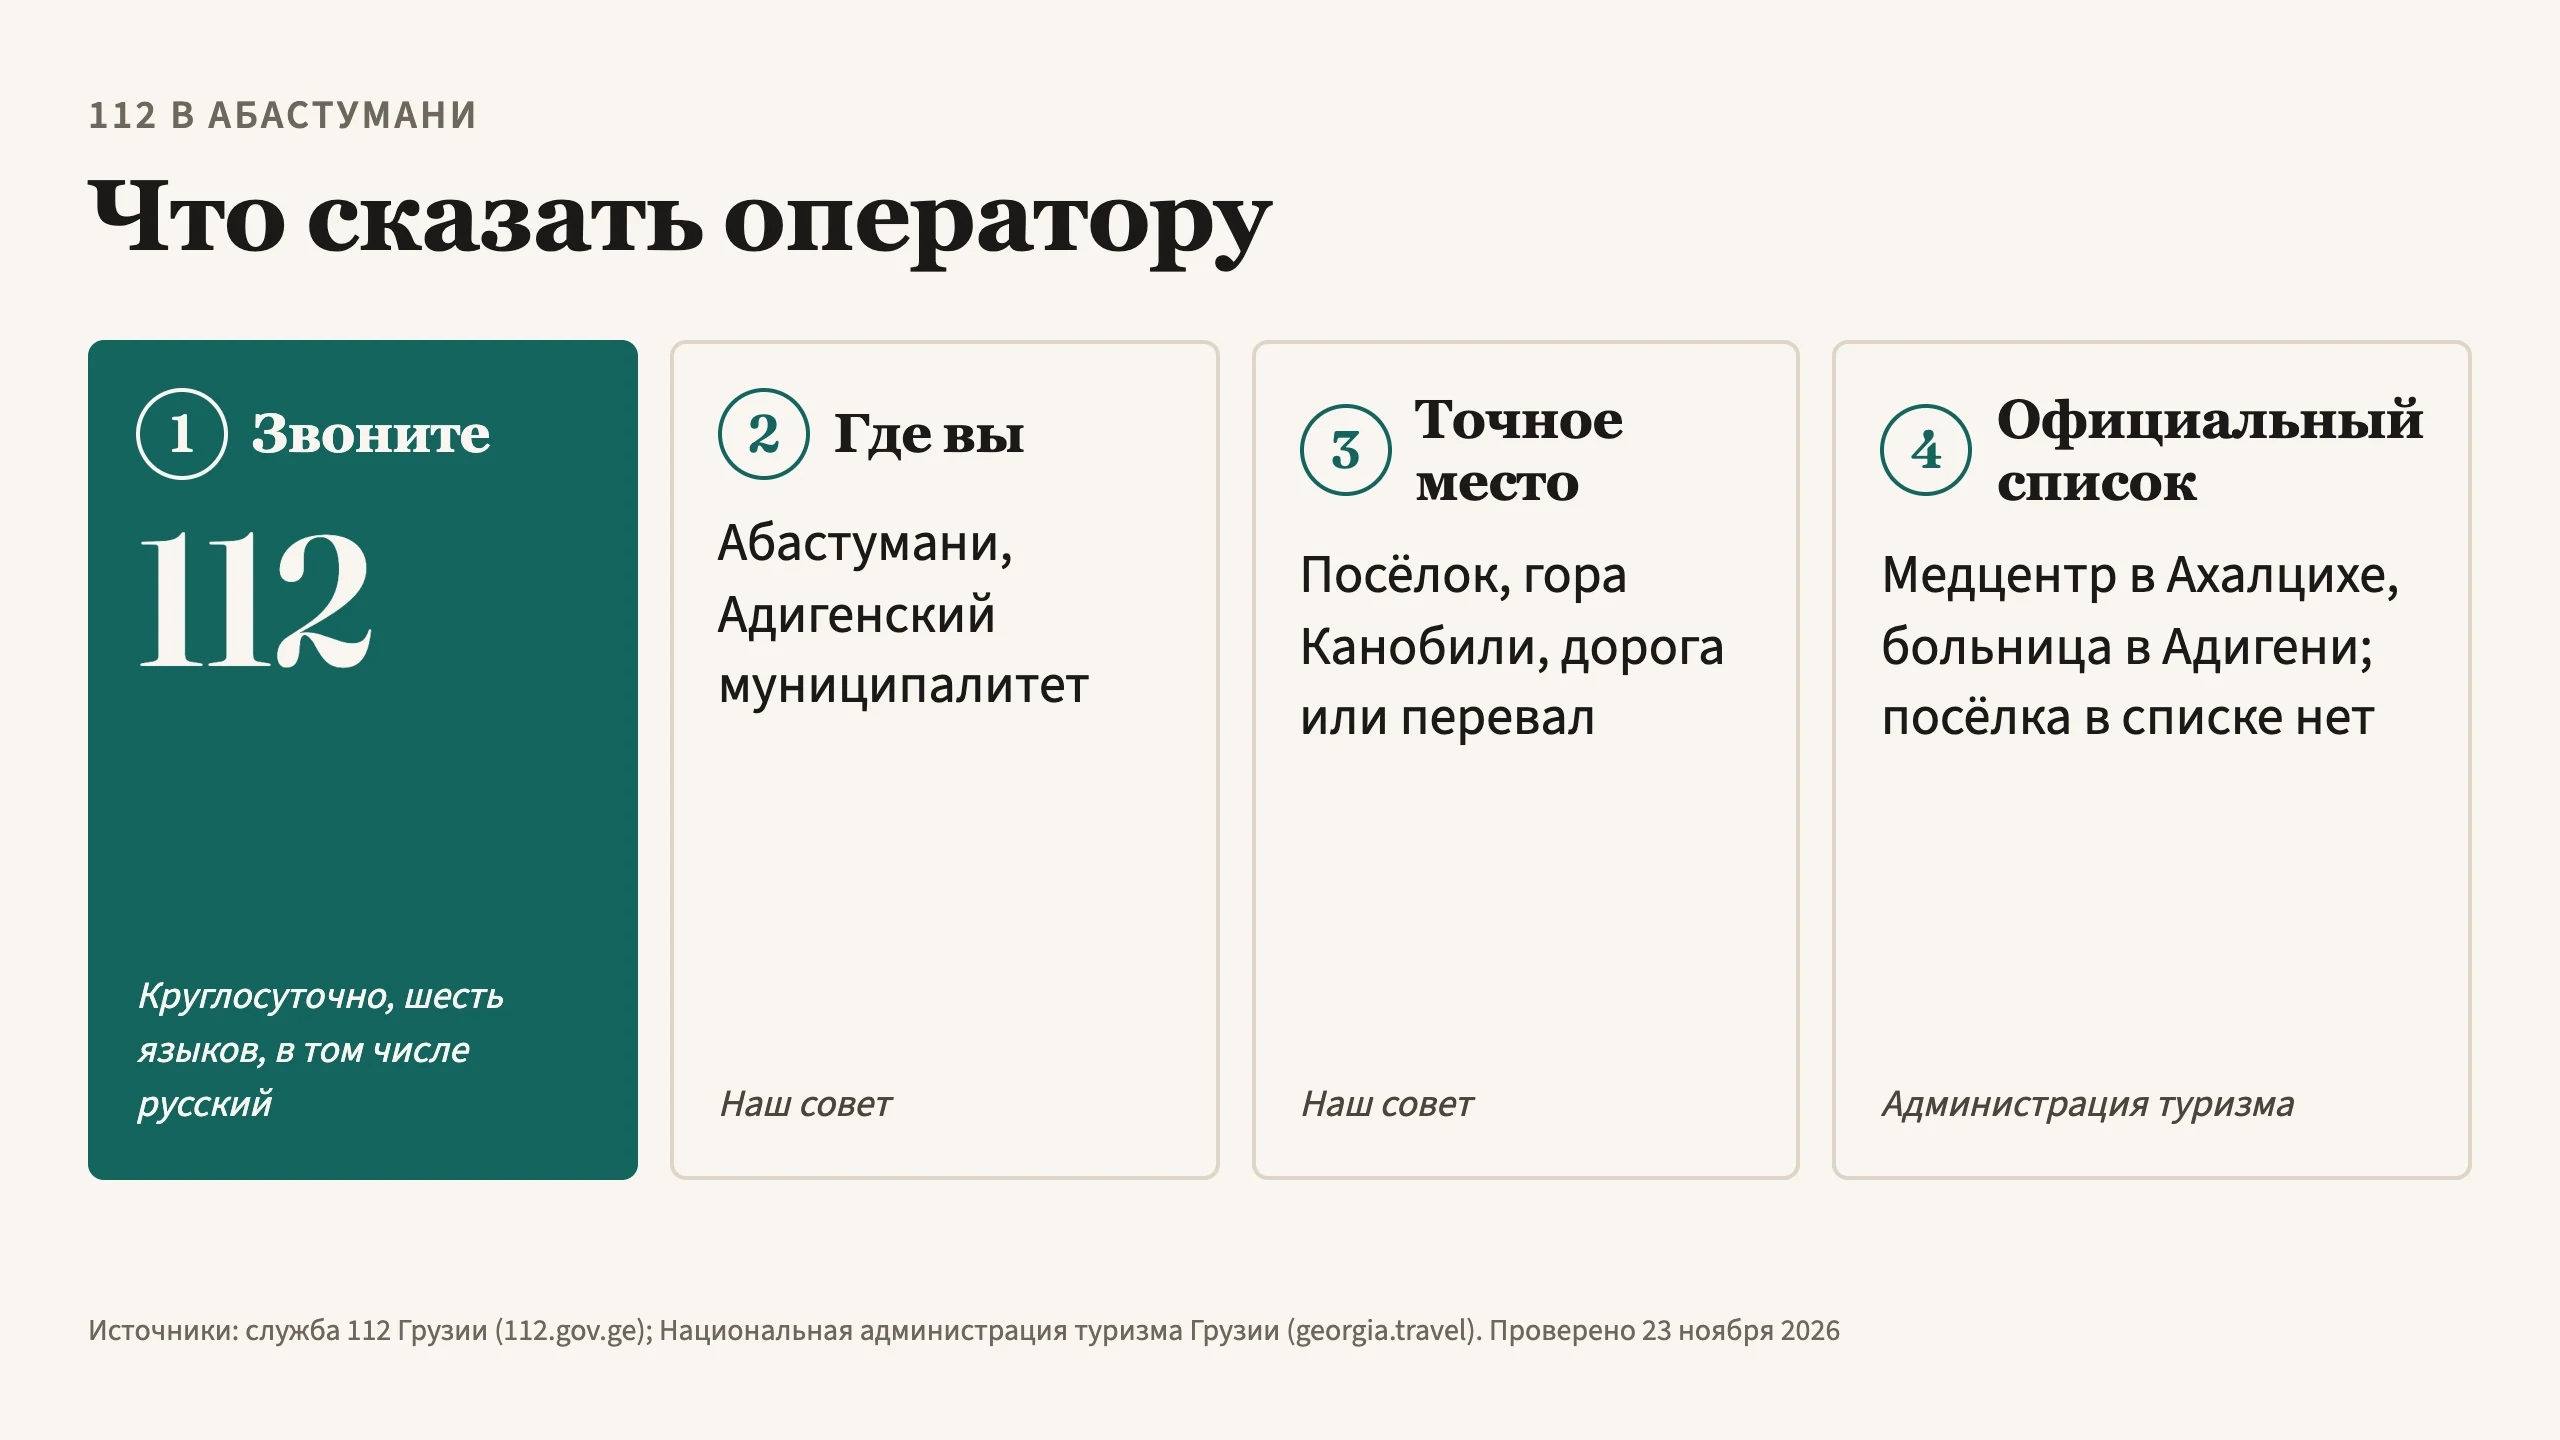 112 В АБАСТУМАНИ
Что сказать оператору
1 Звоните
112
Круглосуточно, шесть
языков, в том числе
русский
2 Где вы
Абастумани,
Адигенский
муниципалитет
Наш совет
3 Точное
место
Посёлок, гора
Канобили, дорога
или перевал
Наш совет
4 Официальный
список
Медцентр в Ахалцихе,
больница в Адигени;
посёлка в списке нет
Администрация туризма
Источники: служба 112 Грузии (112.gov.ge); Национальная администрация туризма Грузии (georgia.travel). Проверено 23 ноября 2026